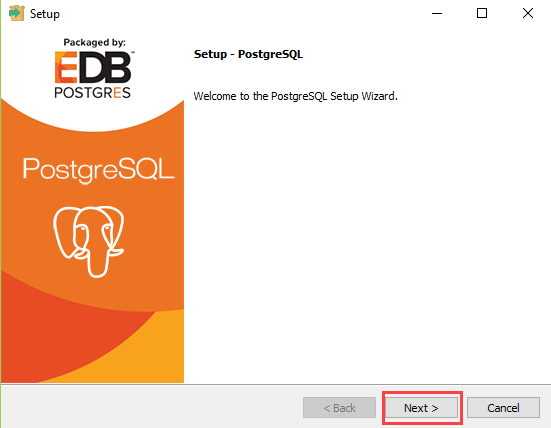 Setup
Packaged by:
EDB
POSTGRES
Setup - PostgreSQL
Welcome to the PostgreSQL Setup Wizard.
PostgreSQL
< Back
Next >
Cancel